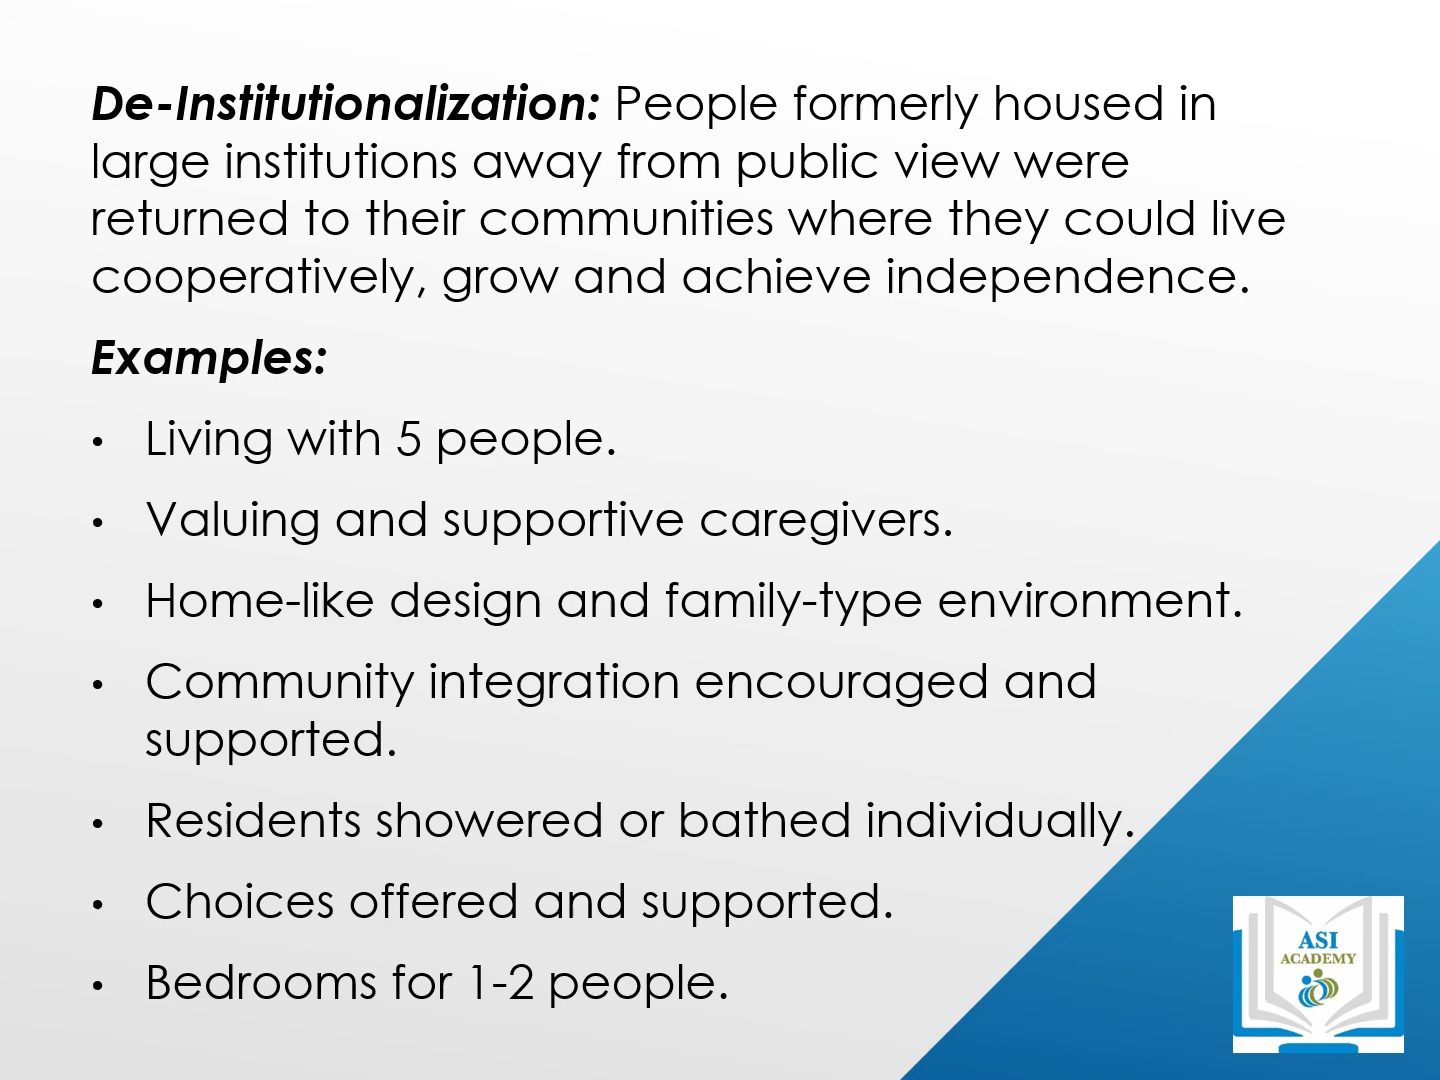 De-Institutionalization: People formerly housed in
large institutions away from public view were
returned to their communities where they could live
cooperatively, grow and achieve independence.
Examples:
• Living with 5 people.
• Valuing and supportive caregivers.
• Home-like design and family-type environment.
• Community integration encouraged and
supported.
• Residents showered or bathed individually.
• Choices offered and supported.
• Bedrooms for 1-2 people.
ASI
ACADEMY